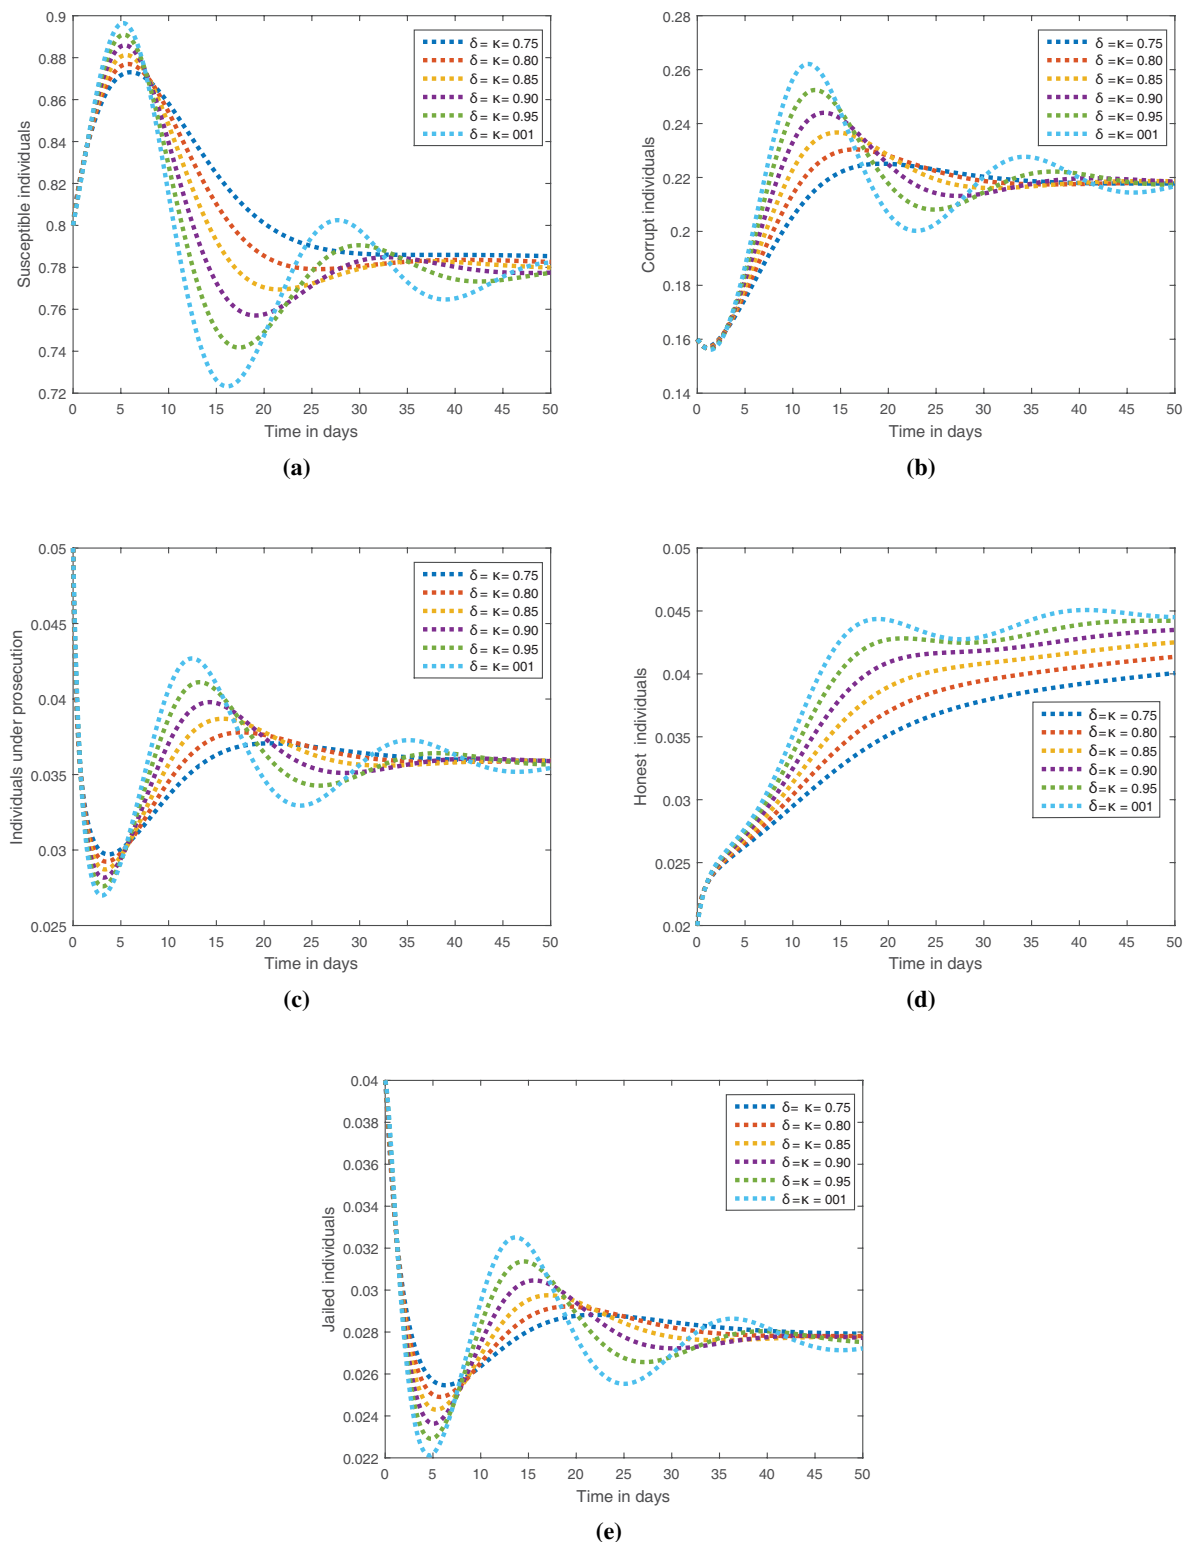 0.9
0.88
0.86
0.84
0.82
0.8
0.78
0.76
0.74
0.72
Susceptible individuals
0 5 10 15 20 25 30 35 40 45 50
Time in days
δ = κ= 0.75
δ = κ= 0.80
δ = κ= 0.85
δ = κ= 0.90
δ = κ= 0.95
δ = κ= 001
(a)
0.28
0.26
0.24
0.22
0.2
0.18
0.16
0.14
Corrupt individuals
0 5 10 15 20 25 30 35 40 45 50
Time in days
δ =κ= 0.75
δ =κ= 0.80
δ =κ= 0.85
δ =κ= 0.90
δ =κ= 0.95
δ =κ= 001
(b)
0.05
0.045
0.04
0.035
0.03
0.025
Individuals under prosecution
0 5 10 15 20 25 30 35 40 45 50
Time in days
δ = κ= 0.75
δ = κ= 0.80
δ = κ= 0.85
δ = κ= 0.90
δ = κ= 0.95
δ = κ= 001
(c)
0.05
0.045
0.04
0.035
0.03
0.025
0.02
Honest individuals
0 5 10 15 20 25 30 35 40 45 50
Time in days
δ=κ = 0.75
δ=κ = 0.80
δ=κ = 0.85
δ=κ = 0.90
δ=κ = 0.95
δ=κ = 001
(d)
0.04
0.038
0.036
0.034
0.032
0.03
0.028
0.026
0.024
0.022
Jailed individuals
0 5 10 15 20 25 30 35 40 45 50
Time in days
δ= κ= 0.75
δ=κ = 0.80
δ=κ = 0.85
δ=κ = 0.90
δ=κ = 0.95
δ=κ = 001
(e)